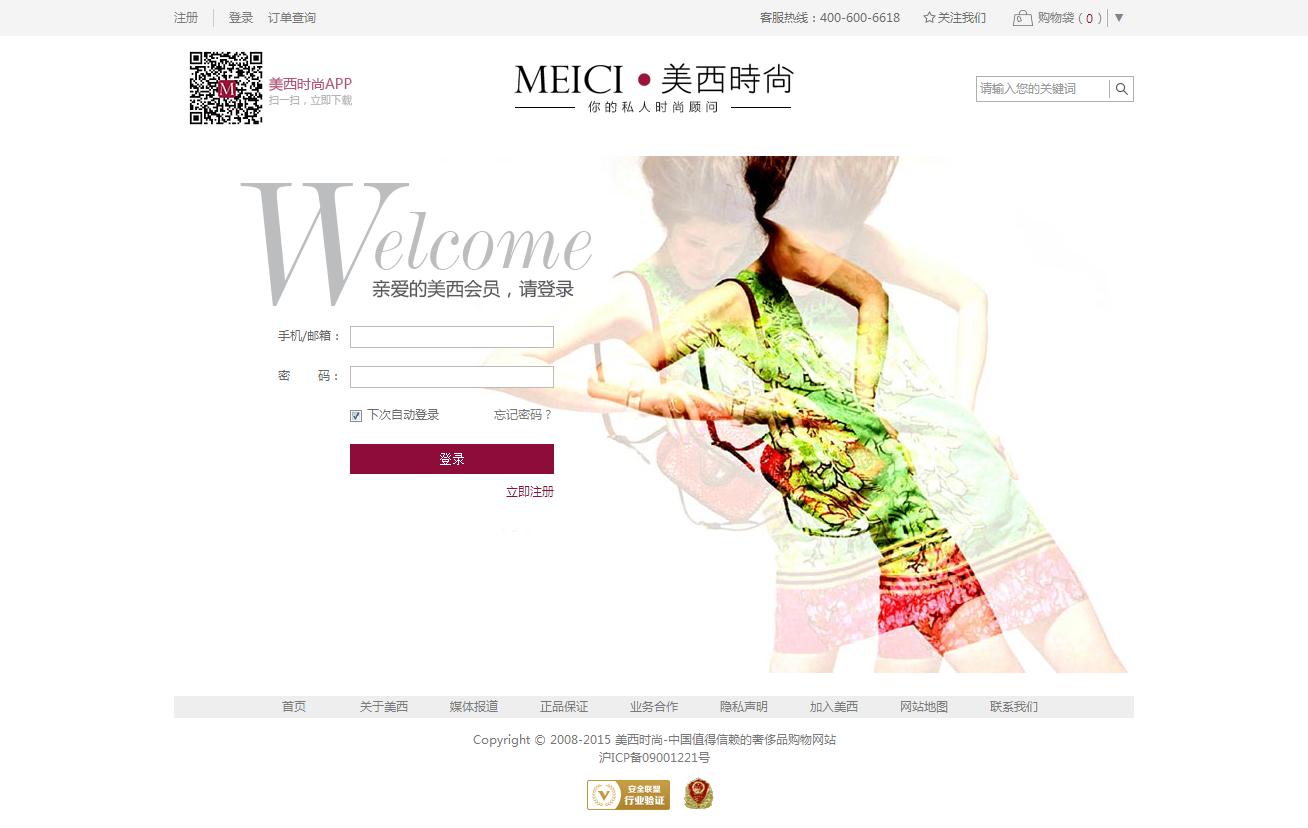 注册 登录 订单查询 客服热线：400-600-6618 关注我们 购物袋 ( 0 ) ▼
美西时尚APP
扫一扫，立即下载
M
MEICI ● 美西時尚
你的私人时尚顾问
请输入您的关键词
Welcome
亲爱的美西会员，请登录
手机/邮箱：
密 码：
下次自动登录 忘记密码？
登录
立即注册
首页 关于美西 媒体报道 正品保证 业务合作 隐私声明 加入美西 网站地图 联系我们
Copyright © 2008-2015 美西时尚-中国值得信赖的奢侈品购物网站
沪ICP备09001221号
安全联盟
行业验证